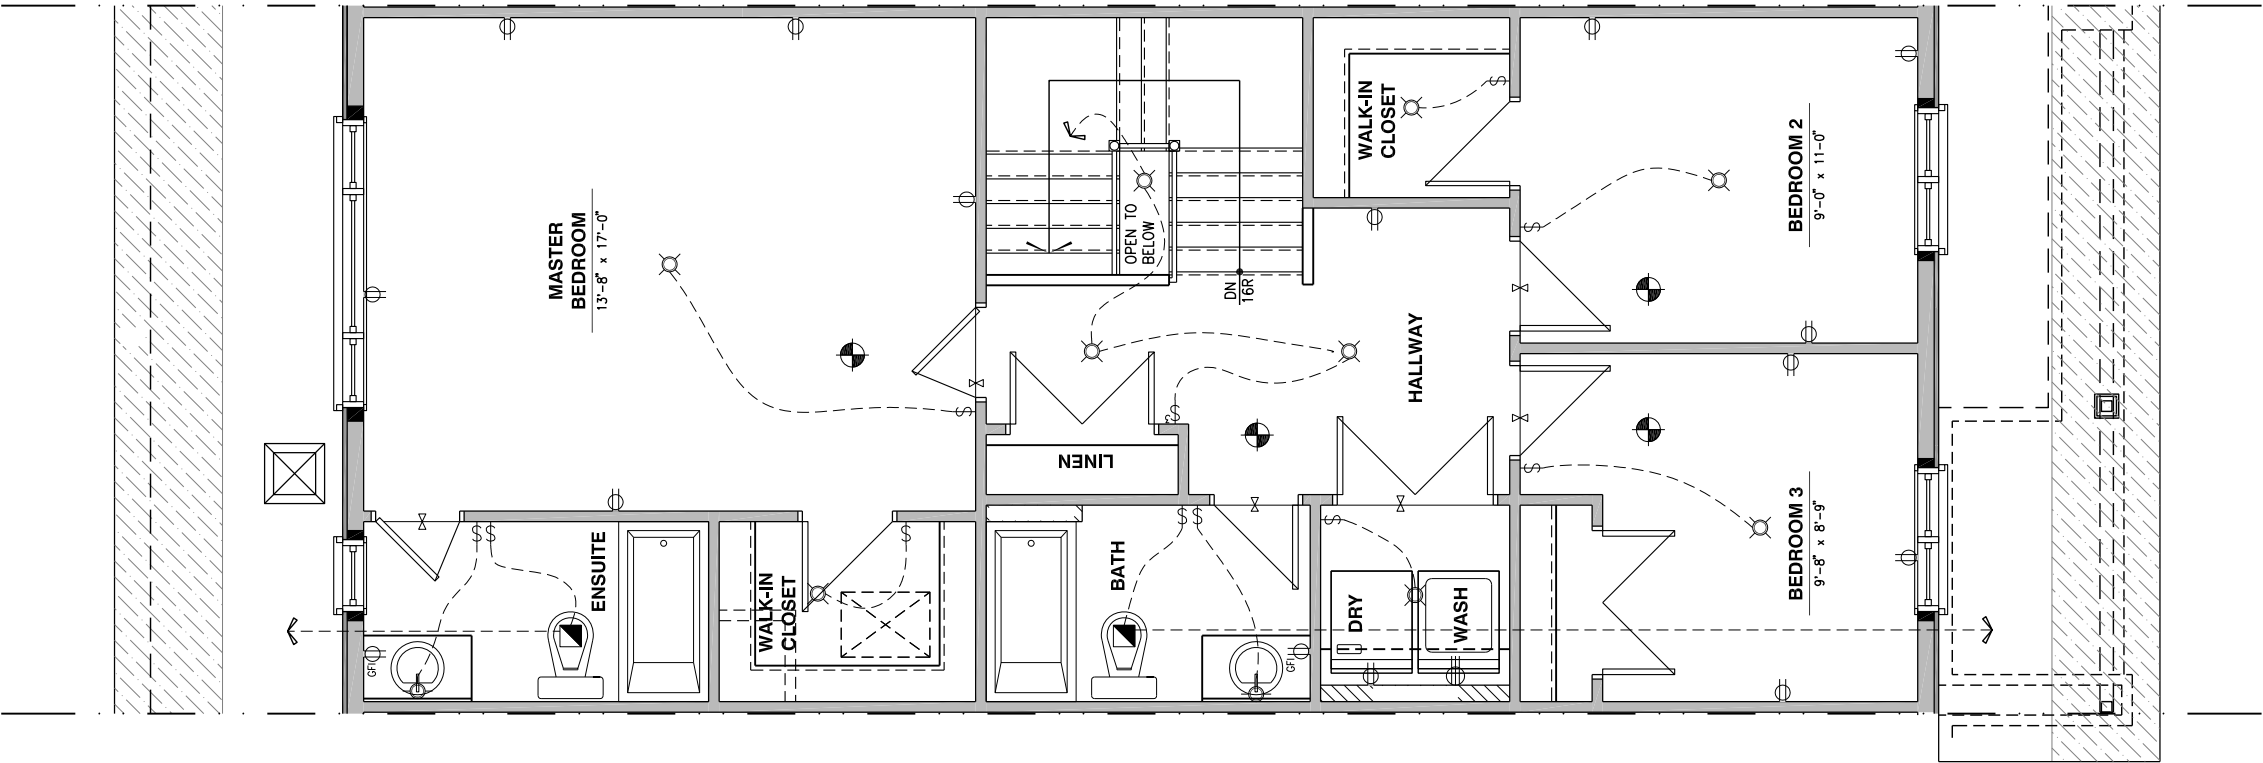 MASTER
BEDROOM
13'-8" x 17'-0"
OPEN TO
BELOW
DN
16R
WALK-IN
CLOSET
BEDROOM 2
9'-0" x 11'-0"
HALLWAY
LINEN
ENSUITE
GFI
WALK-IN
CLOSET
BATH
GFI
DRY
WASH
BEDROOM 3
9'-8" x 8'-9"
$
$
$
$
$
$3
$
$
$
$
$